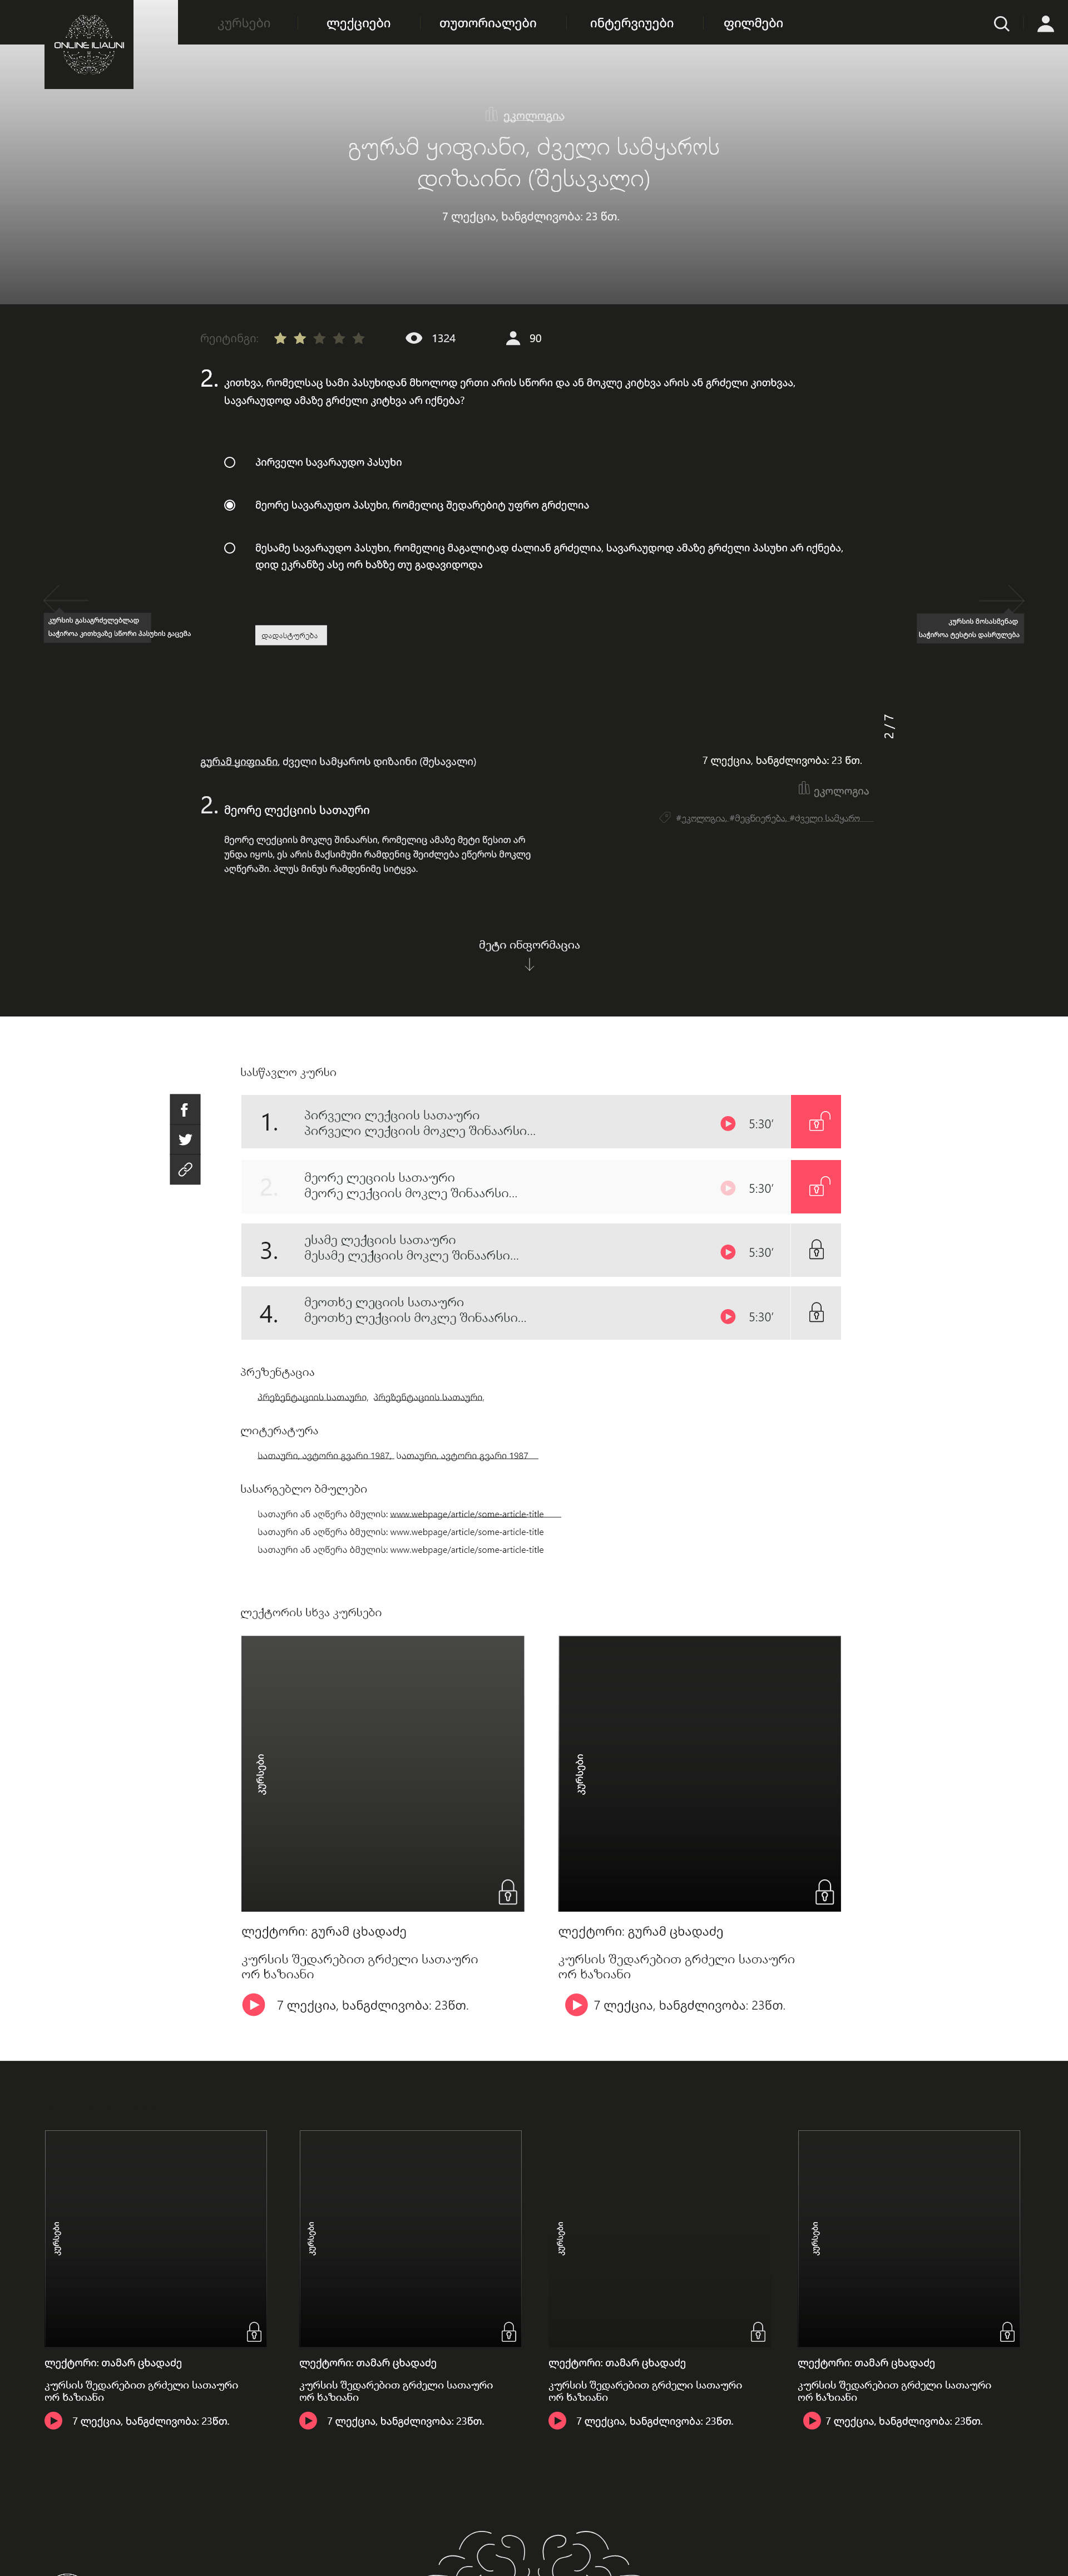 კურსები
ლექციები
თუთორიალები
ინტერვიუები
ფილმები
ONLINE ILIAUNI
ეკოლოგია
გურამ ყიფიანი, ძველი სამყაროს
დიზაინი (შესავალი)
7 ლექცია, ხანგძლივობა: 23 წთ.
რეიტინგი:
1324
90
2. კითხვა, რომელსაც სამი პასუხიდან მხოლოდ ერთი არის სწორი და ან მოკლე კიტხვა არის ან გრძელი კითხვაა,
სავარაუდოდ ამაზე გრძელი კიტხვა არ იქნება?
პირველი სავარაუდო პასუხი
მეორე სავარაუდო პასუხი, რომელიც შედარებიტ უფრო გრძელია
მესამე სავარაუდო პასუხი, რომელიც მაგალიტად ძალიან გრძელია, სავარაუდოდ ამაზე გრძელი პასუხი არ იქნება,
დიდ ეკრანზე ასე ორ ხაზზე თუ გადავიდოდა
კურსის გასაგრძელებლად
საჭიროა კითხვაზე სწორი პასუხის გაცემა
კურსის მოსასმენად
საჭიროა ტესტის დასრულება
დადასტურება
2 / 7
გურამ ყიფიანი, ძველი სამყაროს დიზაინი (შესავალი)
7 ლექცია, ხანგძლივობა: 23 წთ.
ეკოლოგია
2. მეორე ლექციის სათაური
#ეკოლოგია, #მეცნიერება, #ძველი სამყარო
მეორე ლექციის მოკლე შინაარსი, რომელიც ამაზე მეტი წესით არ
უნდა იყოს, ეს არის მაქსიმუმი რამდენიც შეიძლება ეწეროს მოკლე
აღწერაში. პლუს მინუს რამდენიმე სიტყვა.
მეტი ინფორმაცია
სასწავლო კურსი
1. პირველი ლექციის სათაური
პირველი ლექციის მოკლე შინაარსი...
5:30’
2. მეორე ლეციის სათაური
მეორე ლექციის მოკლე შინაარსი...
5:30’
3. ესამე ლექციის სათაური
მესამე ლექციის მოკლე შინაარსი...
5:30’
4. მეოთხე ლეციის სათაური
მეოთხე ლექციის მოკლე შინაარსი...
5:30’
პრეზენტაცია
პრეზენტაციის სათაური, პრეზენტაციის სათაური,
ლიტერატურა
სათაური, ავტორი გვარი 1987, სათაური, ავტორი გვარი 1987
სასარგებლო ბმულები
სათაური ან აღწერა ბმულის: www.webpage/article/some-article-title
სათაური ან აღწერა ბმულის: www.webpage/article/some-article-title
სათაური ან აღწერა ბმულის: www.webpage/article/some-article-title
ლექტორის სხვა კურსები
კურსები
კურსები
ლექტორი: გურამ ცხადაძე
ლექტორი: გურამ ცხადაძე
კურსის შედარებით გრძელი სათაური
ორ ხაზიანი
კურსის შედარებით გრძელი სათაური
ორ ხაზიანი
7 ლექცია, ხანგძლივობა: 23წთ.
7 ლექცია, ხანგძლივობა: 23წთ.
კურსები
კურსები
კურსები
კურსები
ლექტორი: თამარ ცხადაძე
ლექტორი: თამარ ცხადაძე
ლექტორი: თამარ ცხადაძე
ლექტორი: თამარ ცხადაძე
კურსის შედარებით გრძელი სათაური
ორ ხაზიანი
კურსის შედარებით გრძელი სათაური
ორ ხაზიანი
კურსის შედარებით გრძელი სათაური
ორ ხაზიანი
კურსის შედარებით გრძელი სათაური
ორ ხაზიანი
7 ლექცია, ხანგძლივობა: 23წთ.
7 ლექცია, ხანგძლივობა: 23წთ.
7 ლექცია, ხანგძლივობა: 23წთ.
7 ლექცია, ხანგძლივობა: 23წთ.